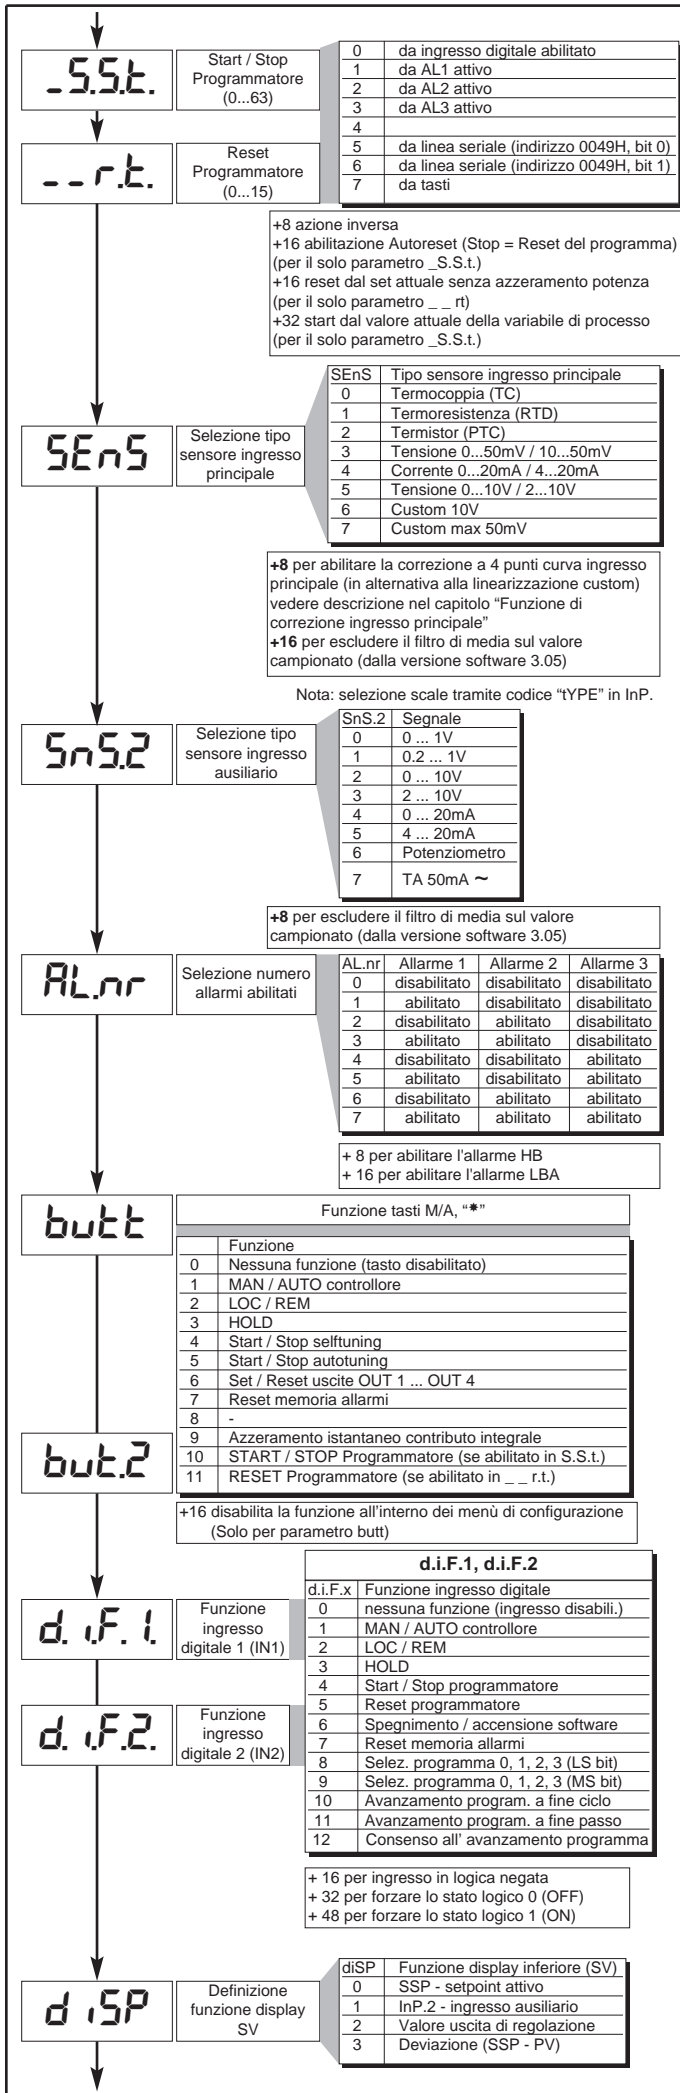 _S.S.t.
Start / Stop
Programmatore
(0...63)
0 da ingresso digitale abilitato
1 da AL1 attivo
2 da AL2 attivo
3 da AL3 attivo
4
5 da linea seriale (indirizzo 0049H, bit 0)
6 da linea seriale (indirizzo 0049H, bit 1)
7 da tasti
_ _ r.t.
Reset
Programmatore
(0...15)
+8 azione inversa
+16 abilitazione Autoreset (Stop = Reset del programma)
(per il solo parametro _S.S.t.)
+16 reset dal set attuale senza azzeramento potenza
(per il solo parametro _ _ rt)
+32 start dal valore attuale della variabile di processo
(per il solo parametro _S.S.t.)
SEnS
Selezione tipo
sensore ingresso
principale
SEnS Tipo sensore ingresso principale
0 Termocoppia (TC)
1 Termoresistenza (RTD)
2 Termistor (PTC)
3 Tensione 0...50mV / 10...50mV
4 Corrente 0...20mA / 4...20mA
5 Tensione 0...10V / 2...10V
6 Custom 10V
7 Custom max 50mV
+8 per abilitare la correzione a 4 punti curva ingresso
principale (in alternativa alla linearizzazione custom)
vedere descrizione nel capitolo “Funzione di
correzione ingresso principale”
+16 per escludere il filtro di media sul valore
campionato (dalla versione software 3.05)
Nota: selezione scale tramite codice “tYPE” in InP.
SnS.2
Selezione tipo
sensore ingresso
ausiliario
SnS.2 Segnale
0 0 ... 1V
1 0.2 ... 1V
2 0 ... 10V
3 2 ... 10V
4 0 ... 20mA
5 4 ... 20mA
6 Potenziometro
7 TA 50mA ~
+8 per escludere il filtro di media sul valore
campionato (dalla versione software 3.05)
AL.nr
Selezione numero
allarmi abilitati
AL.nr Allarme 1 Allarme 2 Allarme 3
0 disabilitato disabilitato disabilitato
1 abilitato disabilitato disabilitato
2 disabilitato abilitato disabilitato
3 abilitato abilitato disabilitato
4 disabilitato disabilitato abilitato
5 abilitato disabilitato abilitato
6 disabilitato abilitato abilitato
7 abilitato abilitato abilitato
+ 8 per abilitare l'allarme HB
+ 16 per abilitare l'allarme LBA
butt
Funzione tasti M/A, “*”
Funzione
0 Nessuna funzione (tasto disabilitato)
1 MAN / AUTO controllore
2 LOC / REM
3 HOLD
4 Start / Stop selftuning
5 Start / Stop autotuning
6 Set / Reset uscite OUT 1 ... OUT 4
7 Reset memoria allarmi
8 -
9 Azzeramento istantaneo contributo integrale
10 START / STOP Programmatore (se abilitato in S.S.t.)
11 RESET Programmatore (se abilitato in _ _ r.t.)
but.2
+16 disabilita la funzione all'interno dei menù di configurazione
(Solo per parametro butt)
d.i.F.1, d.i.F.2
d.i.F.x Funzione ingresso digitale
0 nessuna funzione (ingresso disabili.)
1 MAN / AUTO controllore
2 LOC / REM
3 HOLD
4 Start / Stop programmatore
5 Reset programmatore
6 Spegnimento / accensione software
7 Reset memoria allarmi
8 Selez. programma 0, 1, 2, 3 (LS bit)
9 Selez. programma 0, 1, 2, 3 (MS bit)
10 Avanzamento program. a fine ciclo
11 Avanzamento program. a fine passo
12 Consenso all' avanzamento programma
d.i.F.1.
Funzione
ingresso
digitale 1 (IN1)
d.i.F.2.
Funzione
ingresso
digitale 2 (IN2)
+ 16 per ingresso in logica negata
+ 32 per forzare lo stato logico 0 (OFF)
+ 48 per forzare lo stato logico 1 (ON)
diSP
Definizione
funzione display
SV
diSP Funzione display inferiore (SV)
0 SSP - setpoint attivo
1 InP.2 - ingresso ausiliario
2 Valore uscita di regolazione
3 Deviazione (SSP - PV)